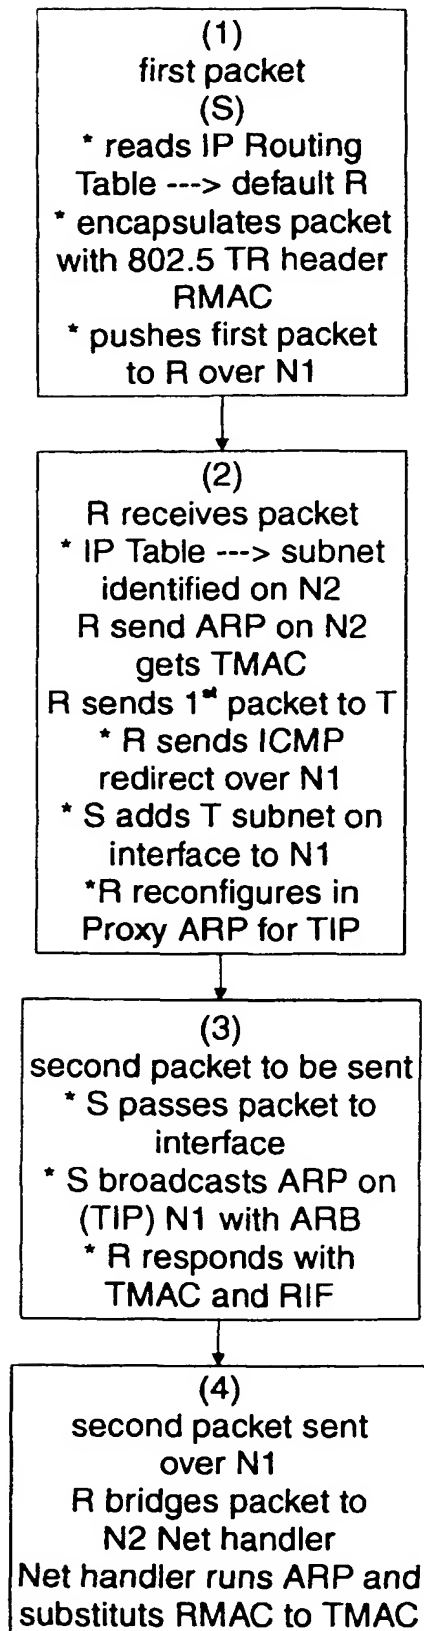 (1)
first packet
(S)
* reads IP Routing
Table ---> default R
* encapsulates packet
with 802.5 TR header
RMAC
* pushes first packet
to R over N1
(2)
R receives packet
* IP Table ---> subnet
identified on N2
R send ARP on N2
gets TMAC
R sends 1st packet to T
* R sends ICMP
redirect over N1
* S adds T subnet on
interface to N1
*R reconfigures in
Proxy ARP for TIP
(3)
second packet to be sent
* S passes packet to
interface
* S broadcasts ARP on
(TIP) N1 with ARB
* R responds with
TMAC and RIF
(4)
second packet sent
over N1
R bridges packet to
N2 Net handler
Net handler runs ARP and
substituts RMAC to TMAC